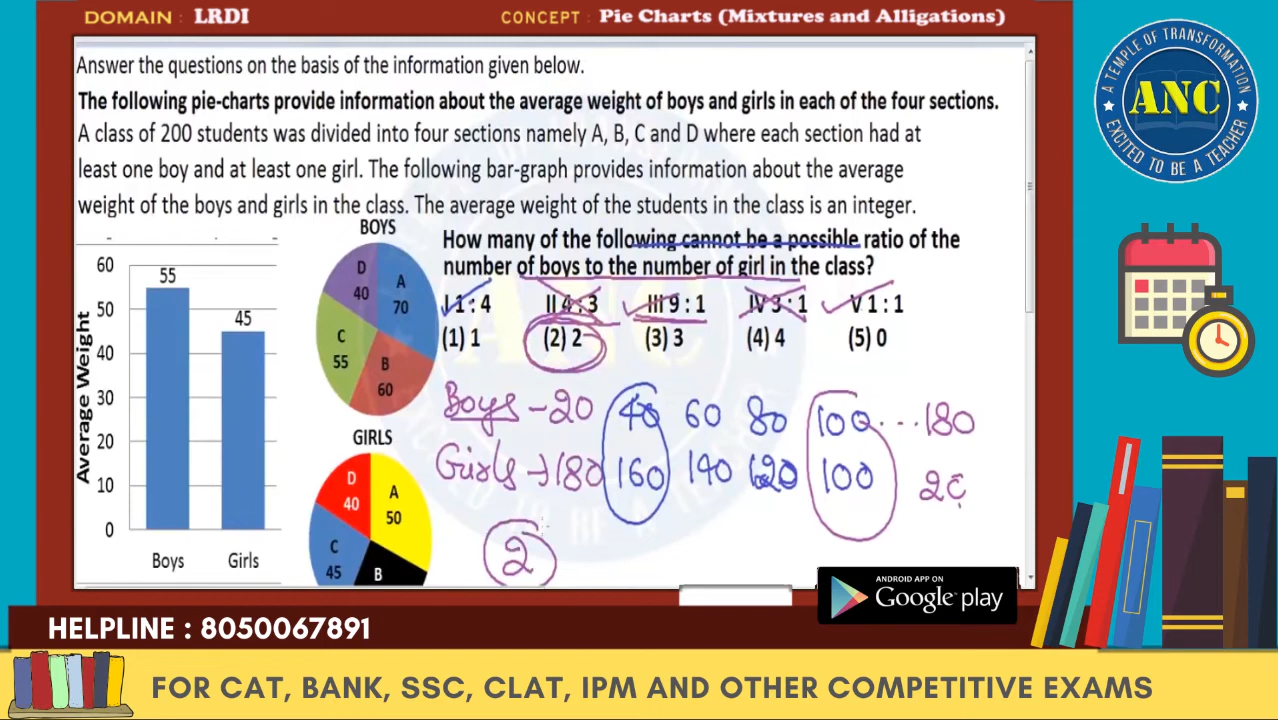 DOMAIN : LRDI
CONCEPT : Pie Charts (Mixtures and Alligations)
Answer the questions on the basis of the information given below.
The following pie-charts provide information about the average weight of boys and girls in each of the four sections.
A class of 200 students was divided into four sections namely A, B, C and D where each section had at
least one boy and at least one girl. The following bar-graph provides information about the average
weight of the boys and girls in the class. The average weight of the students in the class is an integer.
How many of the following cannot be a possible ratio of the
number of boys to the number of girl in the class?
I 1 : 4 II 4 : 3 III 9 : 1 IV 3 : 1 V 1 : 1
(1) 1 (2) 2 (3) 3 (4) 4 (5) 0
Average Weight
60
50
40
30
20
10
0
55
45
Boys Girls
BOYS
D
40
A
70
C
55
B
60
GIRLS
D
40
A
50
C
45
B
Boys - 20 40 60 80 100 ... 180
Girls → 180 160 140 120 100 20
2
A TEMPLE OF TRANSFORMATION
ANC
EXCITED TO BE A TEACHER
ANDROID APP ON
Google play
HELPLINE : 8050067891
FOR CAT, BANK, SSC, CLAT, IPM AND OTHER COMPETITIVE EXAMS